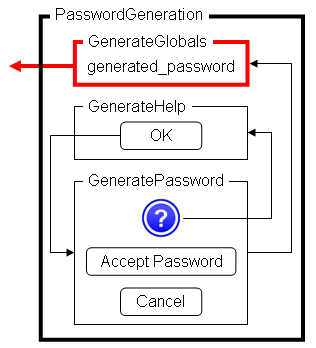 PasswordGeneration
GenerateGlobals
generated_password
GenerateHelp
OK
GeneratePassword
?
Accept Password
Cancel